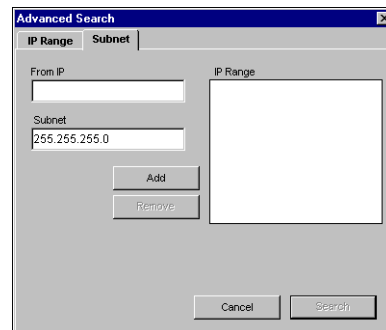 Advanced Search
IP Range
Subnet
From IP
IP Range
Subnet
255.255.255.0
Add
Remove
Cancel
Search